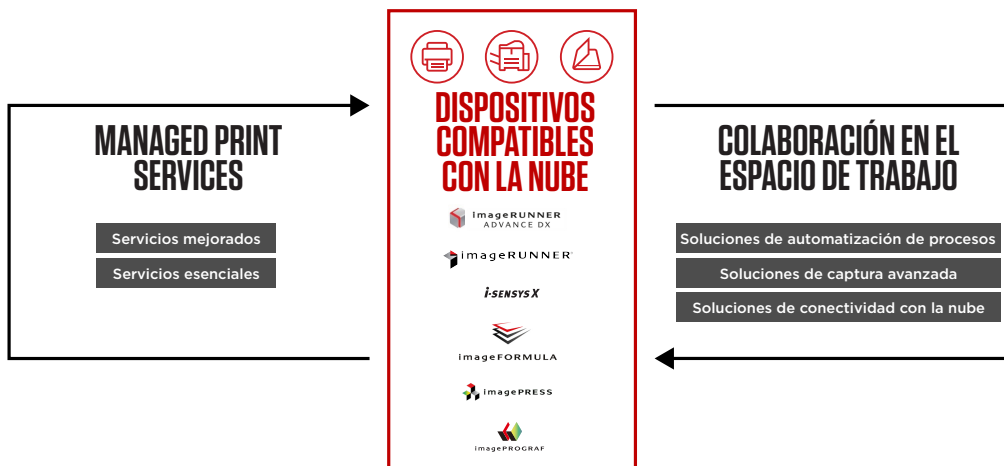 MANAGED PRINT
SERVICES
Servicios mejorados
Servicios esenciales
DISPOSITIVOS
COMPATIBLES
CON LA NUBE
imageRUNNER
ADVANCE DX
imageRUNNER
i-SENSYS X
imageFORMULA
imagePRESS
imagePROGRAF
COLABORACIÓN EN EL
ESPACIO DE TRABAJO
Soluciones de automatización de procesos
Soluciones de captura avanzada
Soluciones de conectividad con la nube